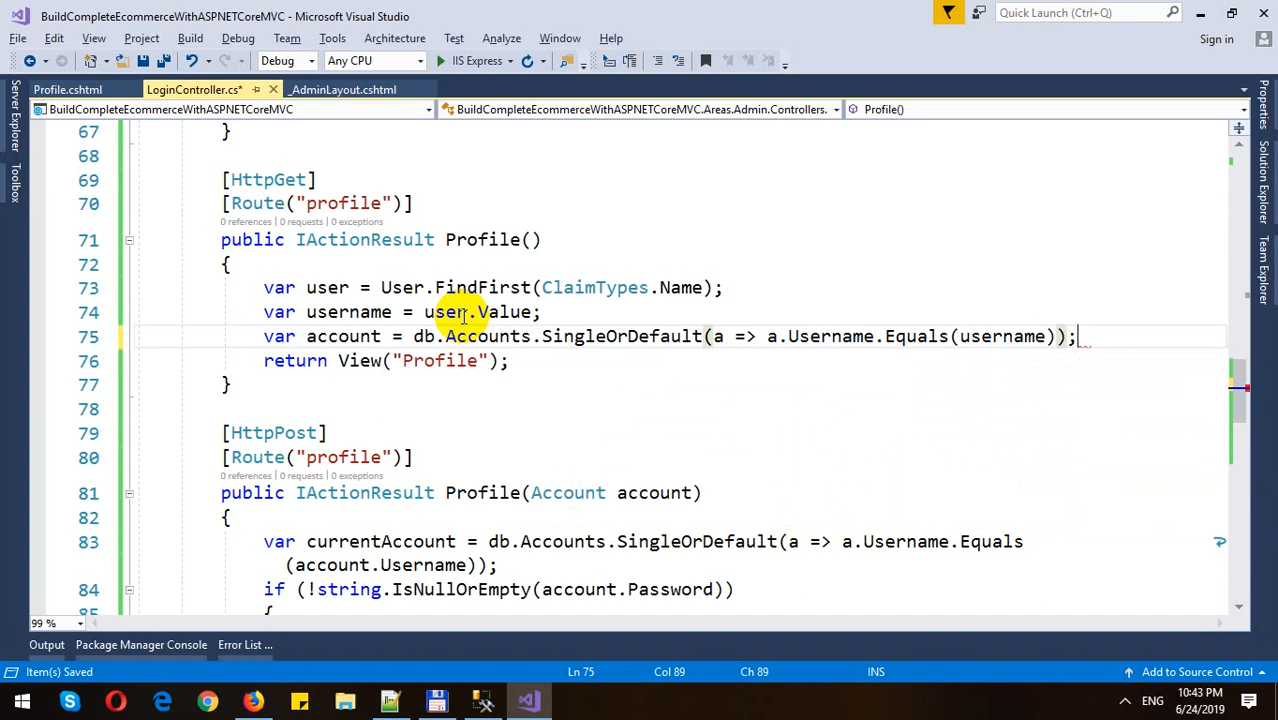 BuildCompleteEcommerceWithASPNETCoreMVC - Microsoft Visual Studio
Quick Launch (Ctrl+Q)
File Edit View Project Build Debug Team Tools Architecture Test Analyze Window Help
Sign in
Debug Any CPU IIS Express
Profile.cshtml LoginController.cs* _AdminLayout.cshtml
BuildCompleteEcommerceWithASPNETCoreMVC BuildCompleteEcommerceWithASPNETCoreMVC.Areas.Admin.Controllers. Profile()
Server Explorer
Toolbox
Properties
Solution Explorer
Team Explorer
67 }
68
69 [HttpGet]
70 [Route("profile")]
0 references | 0 requests | 0 exceptions
71 public IActionResult Profile()
72 {
73 var user = User.FindFirst(ClaimTypes.Name);
74 var username = user.Value;
75 var account = db.Accounts.SingleOrDefault(a => a.Username.Equals(username));
76 return View("Profile");
77 }
78
79 [HttpPost]
80 [Route("profile")]
0 references | 0 requests | 0 exceptions
81 public IActionResult Profile(Account account)
82 {
83 var currentAccount = db.Accounts.SingleOrDefault(a => a.Username.Equals
(account.Username));
84 if (!string.IsNullOrEmpty(account.Password))
85 {
99 %
Output Package Manager Console Error List ...
Item(s) Saved Ln 75 Col 89 Ch 89 INS Add to Source Control
ENG
10:43 PM
6/24/2019